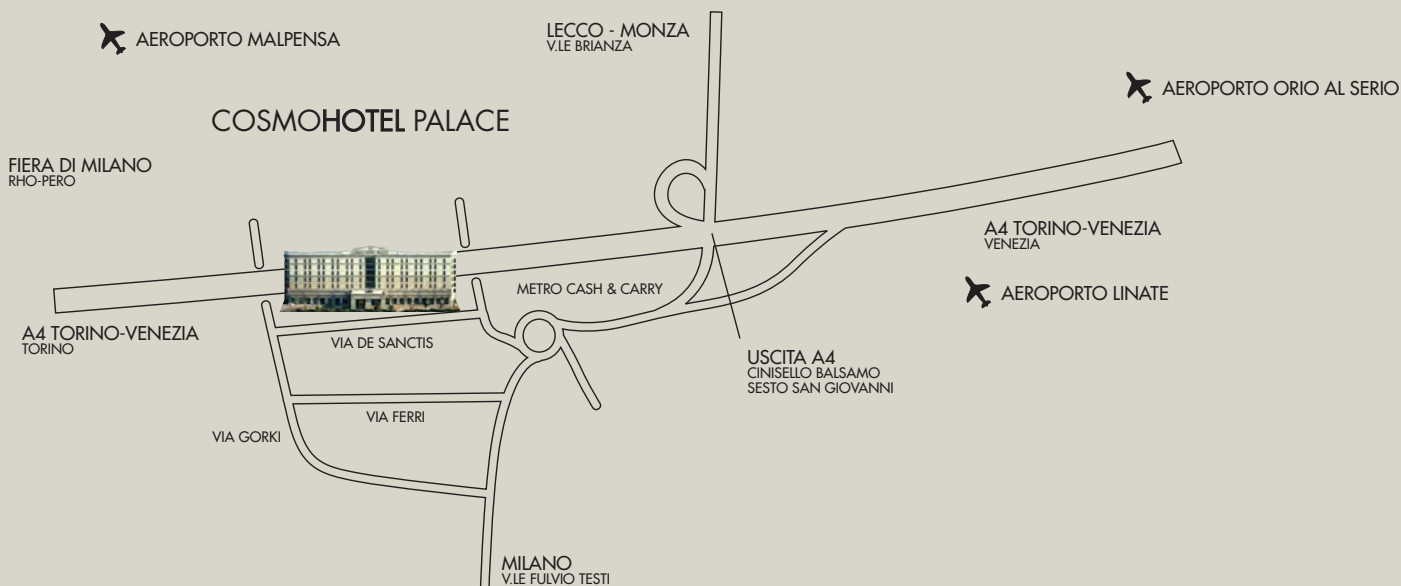 AEROPORTO MALPENSA
LECCO - MONZA
V.LE BRIANZA
AEROPORTO ORIO AL SERIO
COSMOHOTEL PALACE
FIERA DI MILANO
RHO-PERO
A4 TORINO-VENEZIA
VENEZIA
METRO CASH & CARRY
AEROPORTO LINATE
A4 TORINO-VENEZIA
TORINO
VIA DE SANCTIS
USCITA A4
CINISELLO BALSAMO
SESTO SAN GIOVANNI
VIA FERRI
VIA GORKI
MILANO
V.LE FULVIO TESTI